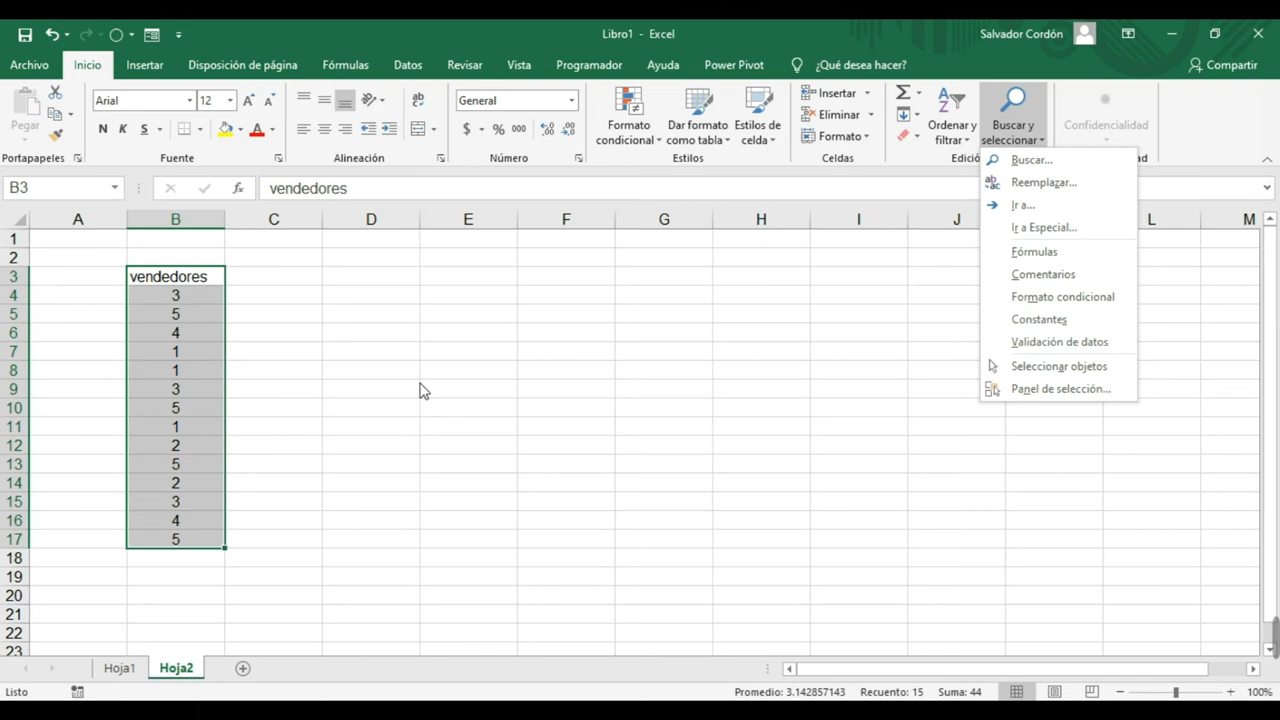 Libro1 - Excel
Salvador Cordón
Archivo Inicio Insertar Disposición de página Fórmulas Datos Revisar Vista Programador Ayuda Power Pivot ¿Qué desea hacer? Compartir
Pegar
Portapapeles
Arial 12
N K S
Fuente
Alineación
General
$ % 000
Número
Formato condicional
Dar formato como tabla
Estilos de celda
Estilos
Insertar
Eliminar
Formato
Celdas
Ordenar y filtrar
Buscar y seleccionar
Edició
Confidencialidad
d
Buscar...
Reemplazar...
Ir a...
Ir a Especial...
Fórmulas
Comentarios
Formato condicional
Constantes
Validación de datos
Seleccionar objetos
Panel de selección...
B3 fx vendedores
A B C D E F G H I J L M
1
2
3 vendedores
4 3
5 5
6 4
7 1
8 1
9 3
10 5
11 1
12 2
13 5
14 2
15 3
16 4
17 5
18
19
20
21
22
23
Hoja1 Hoja2
Listo Promedio: 3.142857143 Recuento: 15 Suma: 44 100%